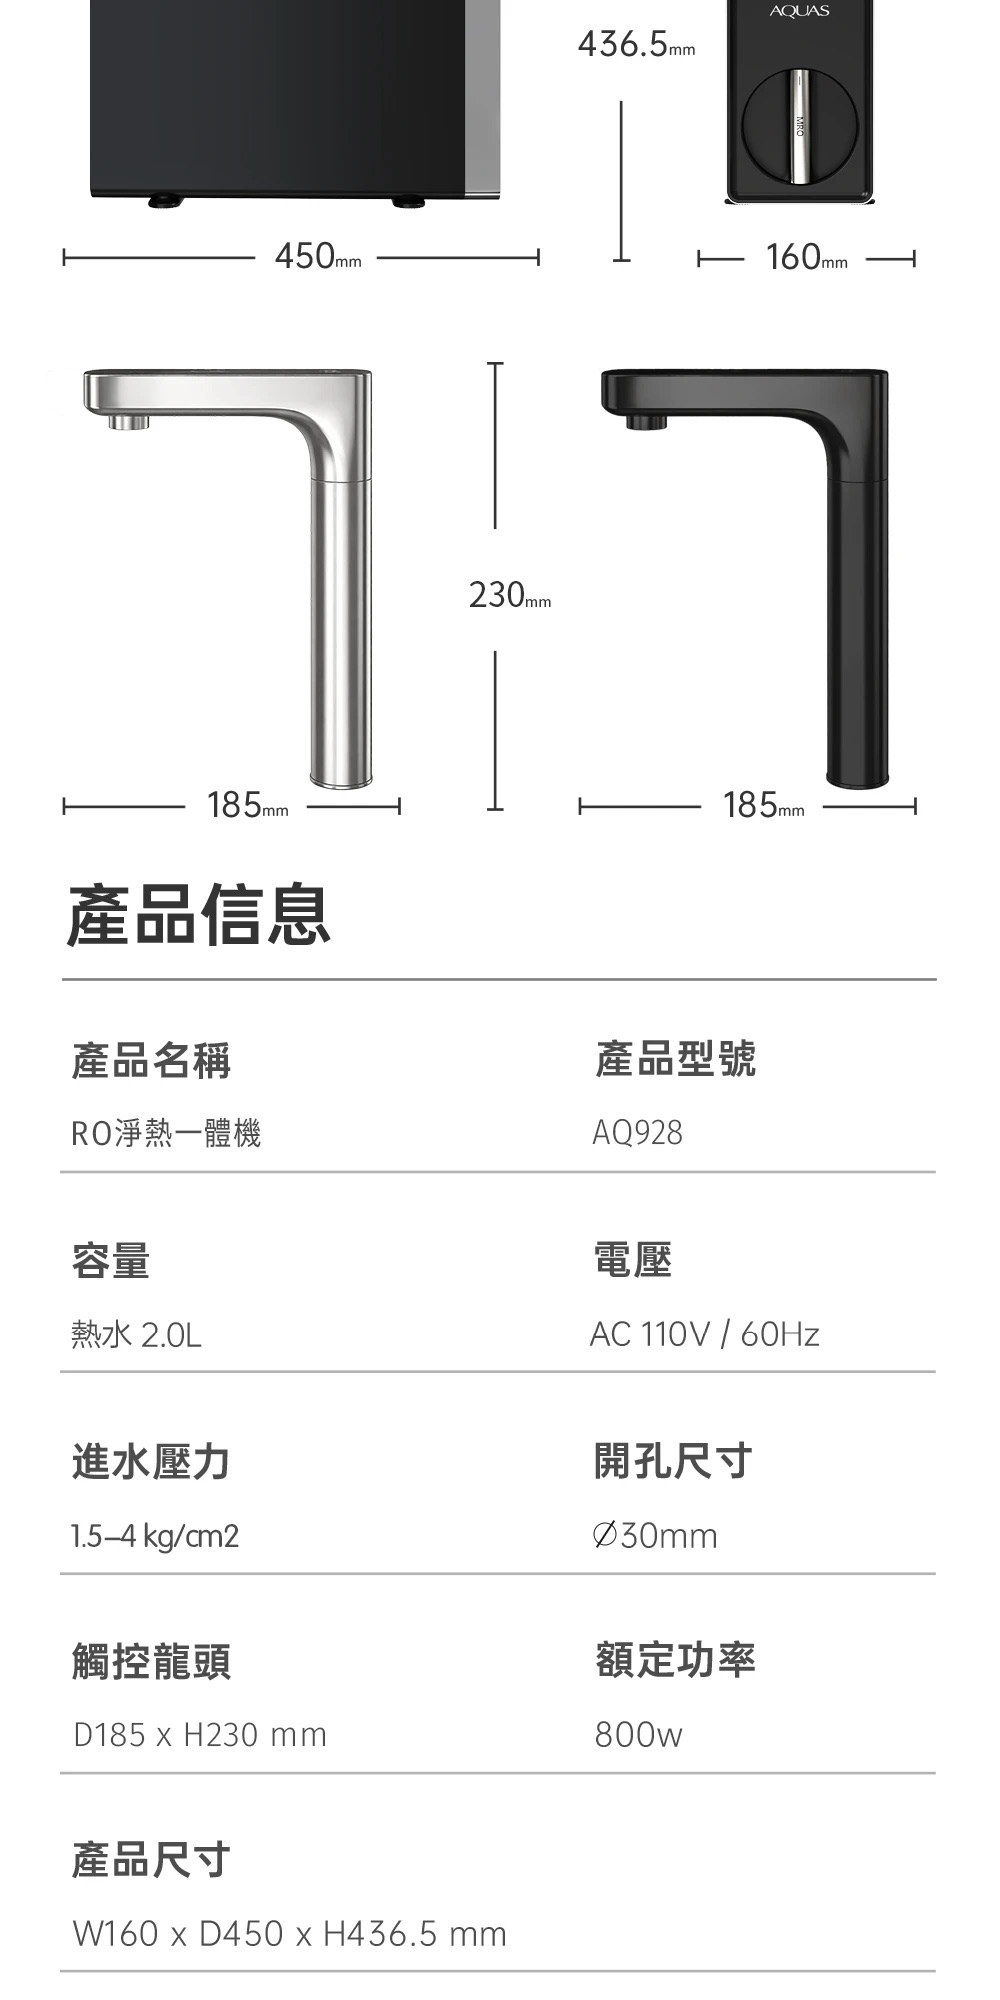 AQUAS
436.5mm
MRO
450mm
160mm
230mm
185mm
185mm
產品信息
產品名稱
產品型號
RO淨熱一體機
AQ928
容量
電壓
熱水 2.0L
AC 110V / 60Hz
進水壓力
開孔尺寸
1.5–4 kg/cm2
∅30mm
觸控龍頭
額定功率
D185 x H230 mm
800w
產品尺寸
W160 x D450 x H436.5 mm